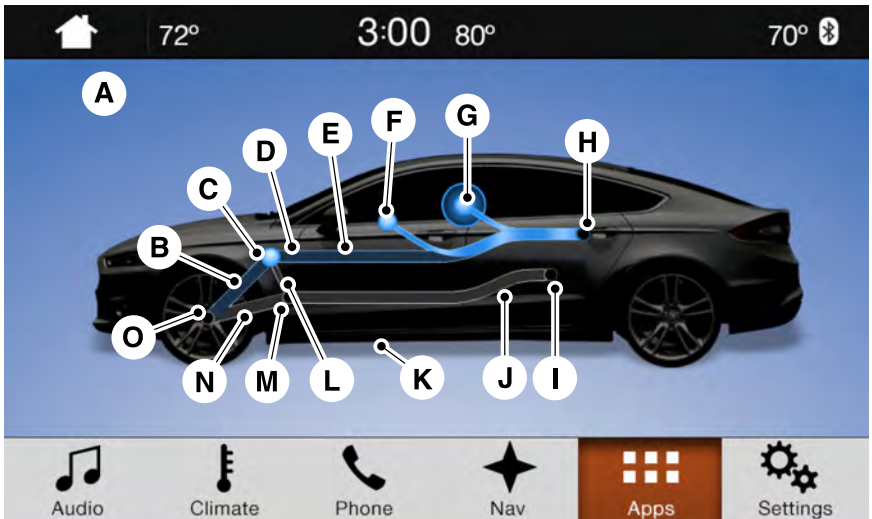 72° 3:00 80° 70°
A
F G
E H
D
C
B
O
N M L K J I
Audio Climate Phone Nav Apps Settings